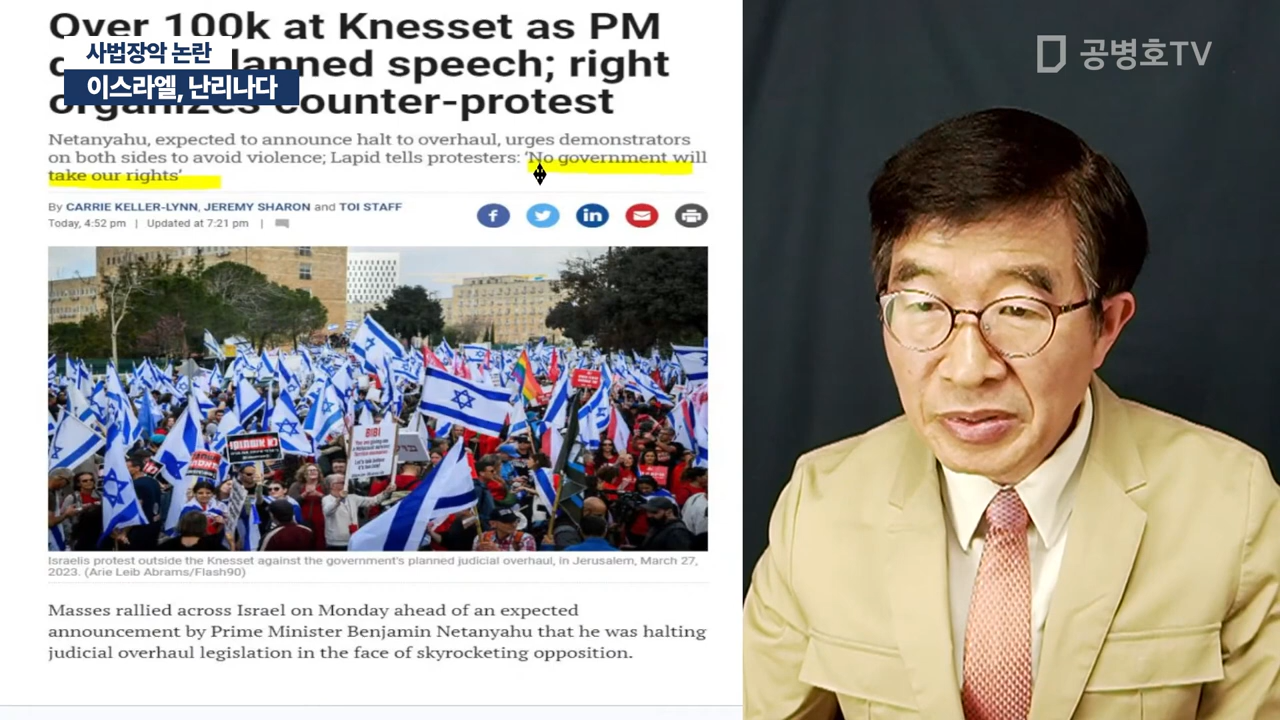 Over 100k at Knesset as PM
사법장악 논란
lanned speech; right
이스라엘, 난리나다
organizes counter-protest
공병호TV
Netanyahu, expected to announce halt to overhaul, urges demonstrators
on both sides to avoid violence; Lapid tells protesters: 'No government will
take our rights'
By CARRIE KELLER-LYNN, JEREMY SHARON and TOI STAFF
Today, 4:52 pm | Updated at 7:21 pm |
BIBI
Israelis protest outside the Knesset against the government's planned judicial overhaul, in Jerusalem, March 27,
2023. (Arie Leib Abrams/Flash90)
Masses rallied across Israel on Monday ahead of an expected
announcement by Prime Minister Benjamin Netanyahu that he was halting
judicial overhaul legislation in the face of skyrocketing opposition.